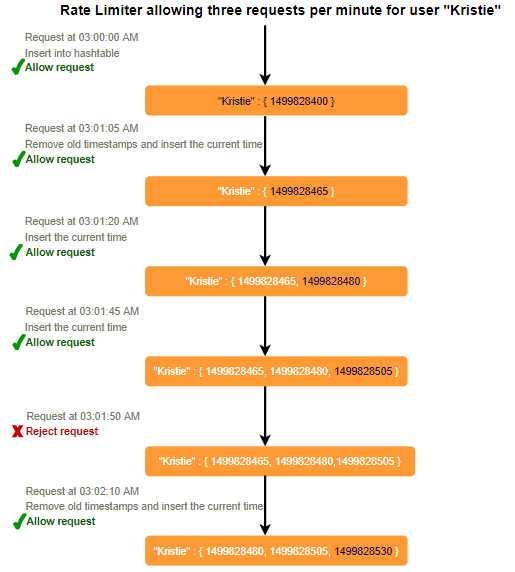 Rate Limiter allowing three requests per minute for user "Kristie"
Request at 03:00:00 AM
Insert into hashtable
Allow request
"Kristie" : { 1499828400 }
Request at 03:01:05 AM
Remove old timestamps and insert the current time
Allow request
"Kristie" : { 1499828465 }
Request at 03:01:20 AM
Insert the current time
Allow request
"Kristie" : { 1499828465, 1499828480 }
Request at 03:01:45 AM
Insert the current time
Allow request
"Kristie" : { 1499828465, 1499828480, 1499828505 }
Request at 03:01:50 AM
Reject request
"Kristie" : { 1499828465, 1499828480,1499828505 }
Request at 03:02:10 AM
Remove old timestamps and insert the current time
Allow request
"Kristie" : { 1499828480, 1499828505, 1499828530 }